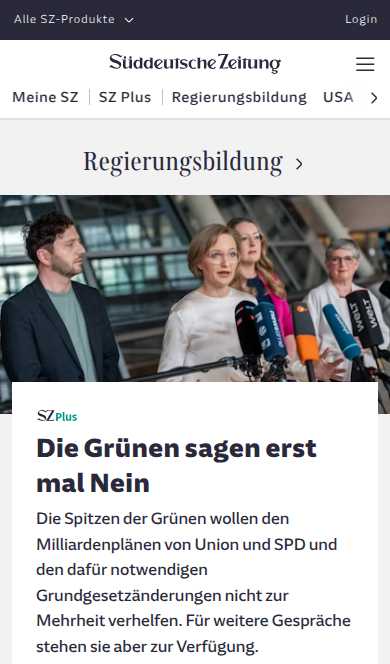 Alle SZ-Produkte
Login
Süddeutsche Zeitung
Meine SZ
SZ Plus
Regierungsbildung
USA
Regierungsbildung
WELT
WELT
SZ Plus
Die Grünen sagen erst
mal Nein
Die Spitzen der Grünen wollen den
Milliardenplänen von Union und SPD und
den dafür notwendigen
Grundgesetzänderungen nicht zur
Mehrheit verhelfen. Für weitere Gespräche
stehen sie aber zur Verfügung.